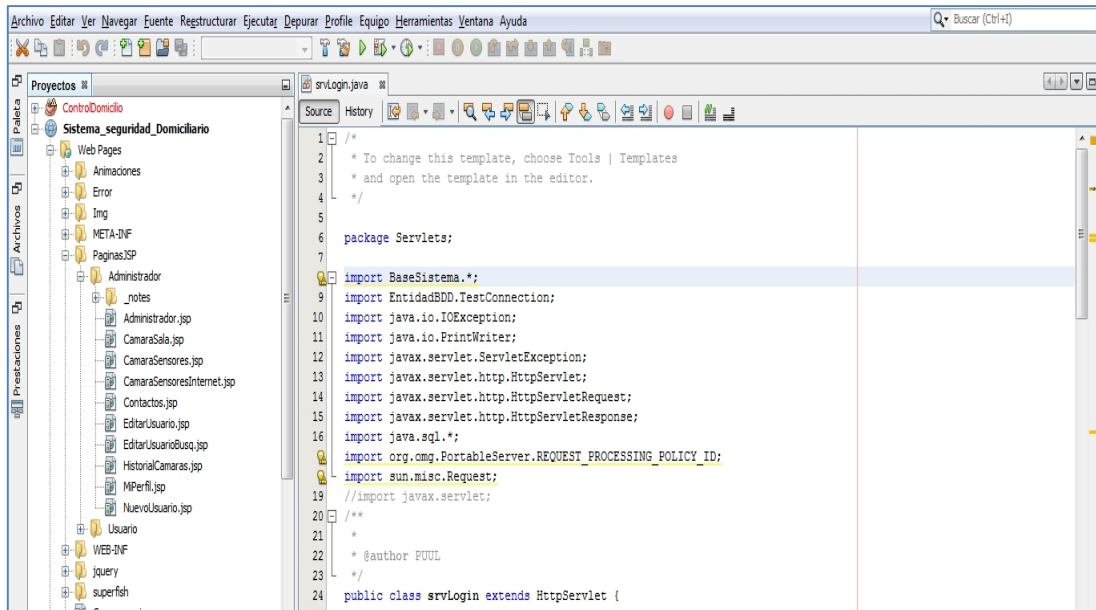 Archivo Editar Ver Navegar Fuente Reestructurar Ejecutar Depurar Profile Equipo Herramientas Ventana Ayuda
Buscar (Ctrl+I)
Paleta
Archivos
Prestaciones
Proyectos
ControlDomicilio
Sistema_seguridad_Domiciliario
Web Pages
Animaciones
Error
Img
META-INF
PaginasJSP
Administrador
_notes
Administrador.jsp
CamaraSala.jsp
CamaraSensores.jsp
CamaraSensoresInternet.jsp
Contactos.jsp
EditarUsuario.jsp
EditarUsuarioBusq.jsp
HistorialCamaras.jsp
MiPerfil.jsp
NuevoUsuario.jsp
Usuario
WEB-INF
jquery
superfish
srvLogin.java
Source History
1 /*
2 * To change this template, choose Tools | Templates
3 * and open the template in the editor.
4 */
5
6 package Servlets;
7
import BaseSistema.*;
9 import EntidadBDD.TestConnection;
10 import java.io.IOException;
11 import java.io.PrintWriter;
12 import javax.servlet.ServletException;
13 import javax.servlet.http.HttpServlet;
14 import javax.servlet.http.HttpServletRequest;
15 import javax.servlet.http.HttpServletResponse;
16 import java.sql.*;
import org.omg.PortableServer.REQUEST_PROCESSING_POLICY_ID;
import sun.misc.Request;
19 //import javax.servlet;
20 /**
21 *
22 * @author PUUL
23 */
24 public class srvLogin extends HttpServlet {